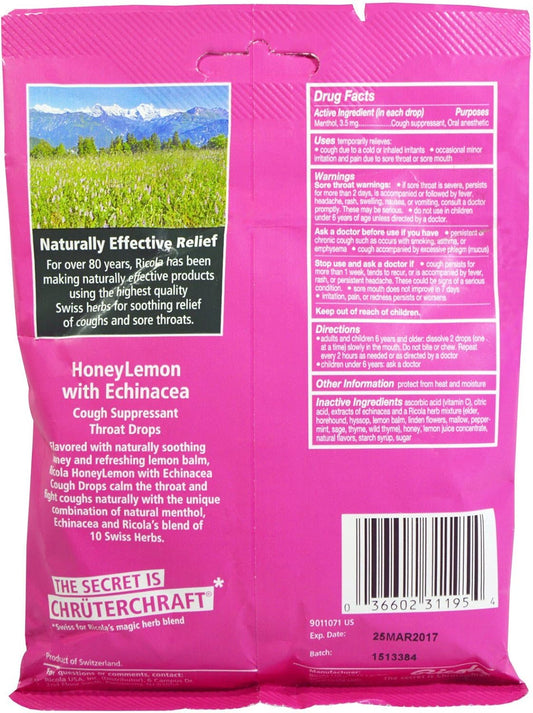 Naturally Effective Relief
For over 80 years, Ricola has been
making naturally effective products
using the highest quality
Swiss herbs for soothing relief
of coughs and sore throats.
HoneyLemon
with Echinacea
Cough Suppressant
Throat Drops
Flavored with naturally soothing
honey and refreshing lemon balm,
Ricola HoneyLemon with Echinacea
Cough Drops calm the throat and
fight coughs naturally with the unique
combination of natural menthol,
Echinacea and Ricola's blend of
10 Swiss Herbs.
THE SECRET IS
CHRÜTERCHRAFT®*
*Swiss for Ricola's magic herb blend
Product of Switzerland.
For questions or comments, contact:
Ricola USA, Inc. (Distributor), 6 Campus Dr.
Drug Facts
Active Ingredient (in each drop) Purposes
Menthol, 3.5 mg..........Cough suppressant, Oral anesthetic
Uses temporarily relieves:
• cough due to a cold or inhaled irritants • occasional minor
irritation and pain due to sore throat or sore mouth
Warnings
Sore throat warnings: • if sore throat is severe, persists
for more than 2 days, is accompanied or followed by fever,
headache, rash, swelling, nausea, or vomiting, consult a doctor
promptly. These may be serious. • do not use in children
under 6 years of age unless directed by a doctor.
Ask a doctor before use if you have • persistent or
chronic cough such as occurs with smoking, asthma, or
emphysema • cough accompanied by excessive phlegm (mucus)
Stop use and ask a doctor if • cough persists for
more than 1 week, tends to recur, or is accompanied by fever,
rash, or persistent headache. These could be signs of a serious
condition. • sore mouth does not improve in 7 days
• irritation, pain, or redness persists or worsens
Keep out of reach of children.
Directions
• adults and children 6 years and older: dissolve 2 drops (one
at a time) slowly in the mouth. Do not bite or chew. Repeat
every 2 hours as needed or as directed by a doctor
• children under 6 years: ask a doctor
Other Information protect from heat and moisture
Inactive Ingredients ascorbic acid (vitamin C), citric
acid, extracts of echinacea and a Ricola herb mixture (elder,
horehound, hyssop, lemon balm, linden flowers, mallow, pepper-
mint, sage, thyme, wild thyme), honey, lemon juice concentrate,
natural flavors, starch syrup, sugar
0 36602 31195 4
9011071 US
Exp. Date: 25MAR2017
Batch: 1513384
Manufacturer: